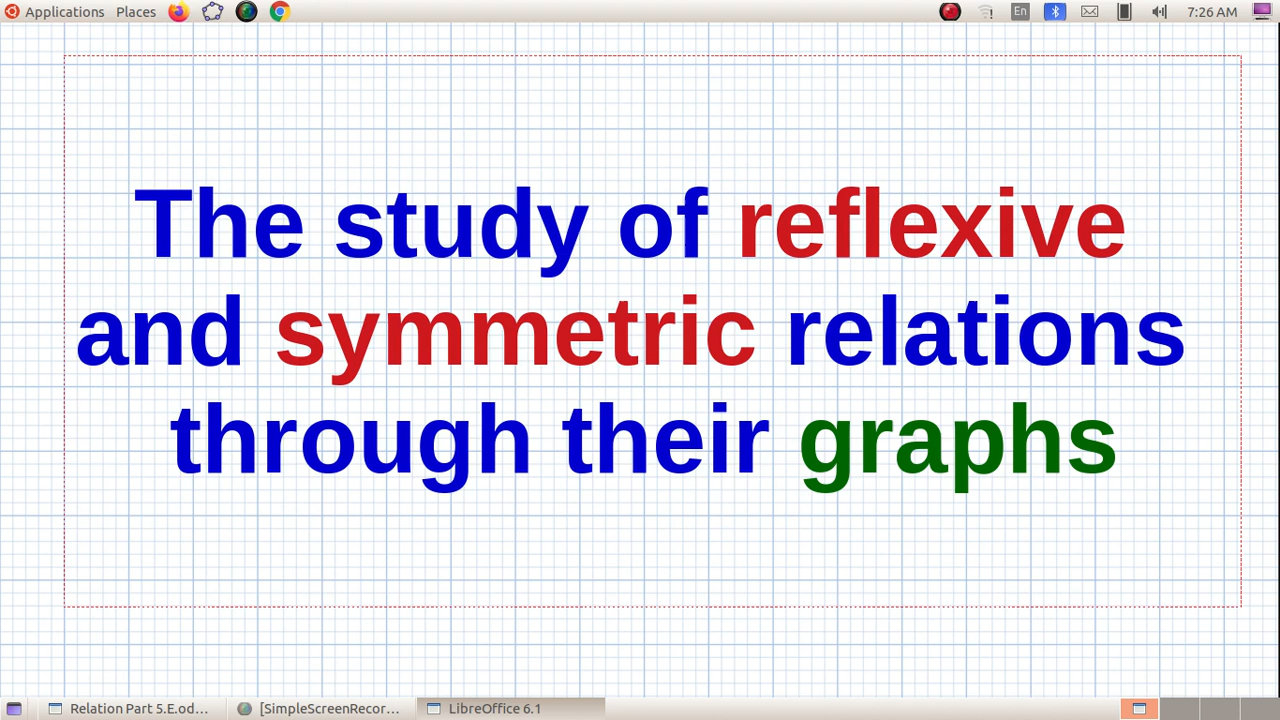 Applications Places En 7:26 AM
The study of reflexive
and symmetric relations
through their graphs
Relation Part 5.E.od... [SimpleScreenRecor... LibreOffice 6.1